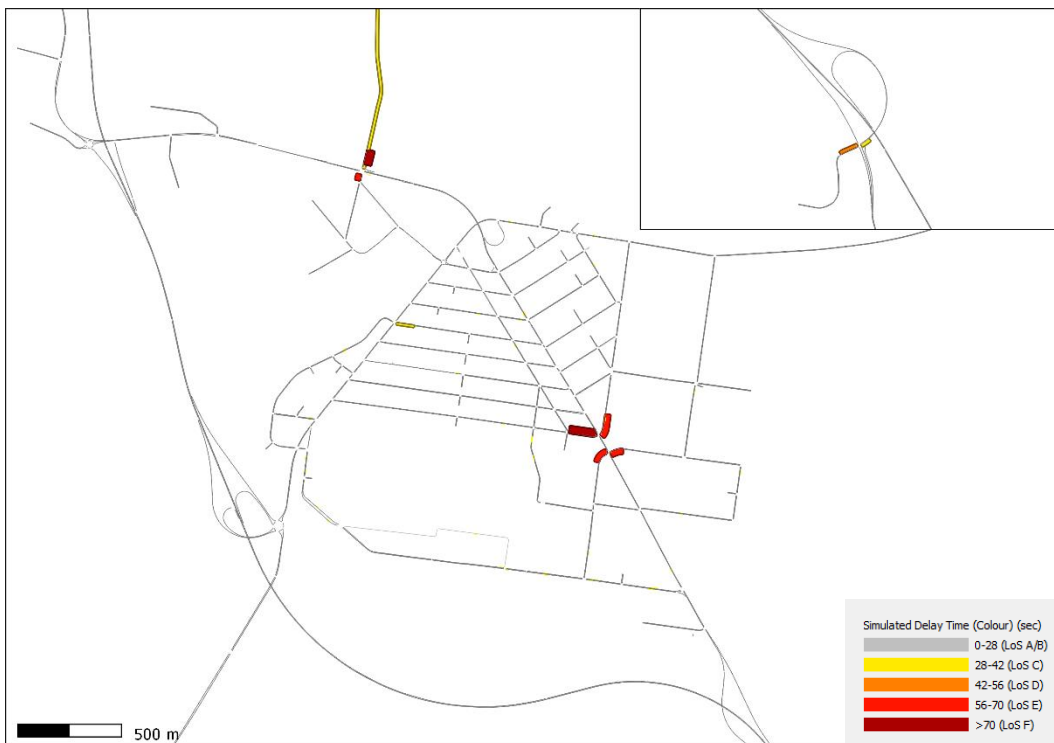 Simulated Delay Time (Colour) (sec)
0-28 (LoS A/B)
28-42 (LoS C)
42-56 (LoS D)
56-70 (LoS E)
>70 (LoS F)
500 m